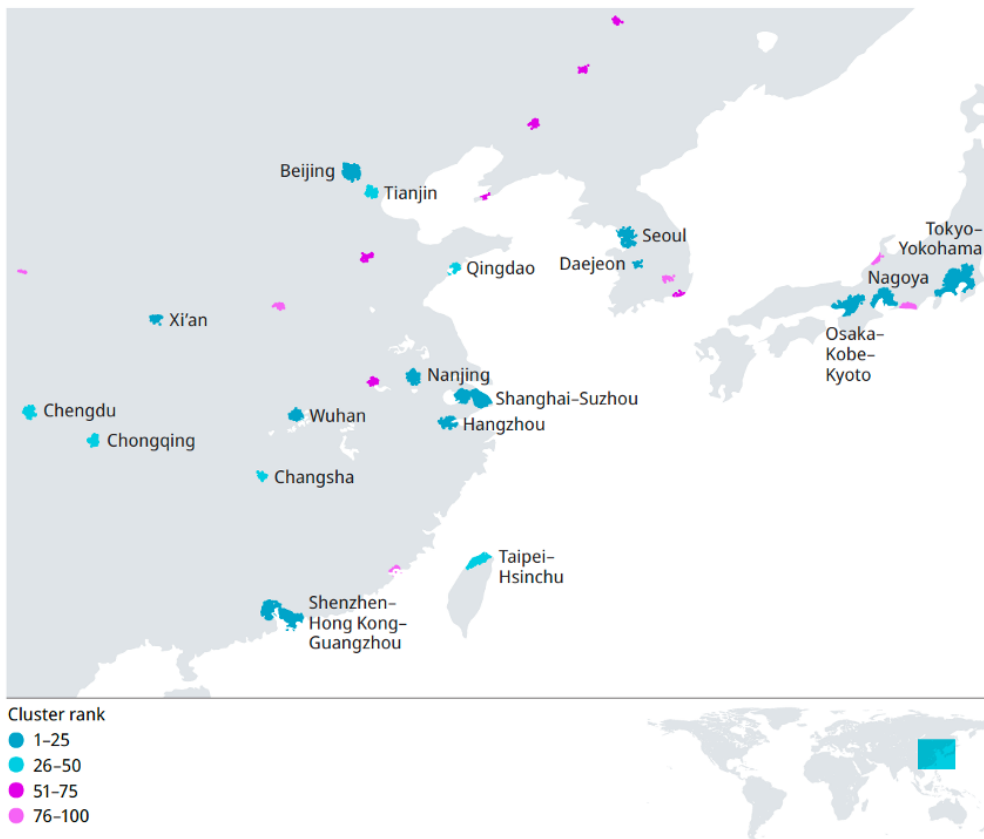 Beijing
Tianjin
Seoul
Tokyo–
Yokohama
Daejeon
Qingdao
Nagoya
Xi’an
Osaka–
Kobe–
Kyoto
Nanjing
Shanghai–Suzhou
Chengdu
Wuhan
Hangzhou
Chongqing
Changsha
Taipei–
Hsinchu
Shenzhen–
Hong Kong–
Guangzhou
Cluster rank
1–25
26–50
51–75
76–100